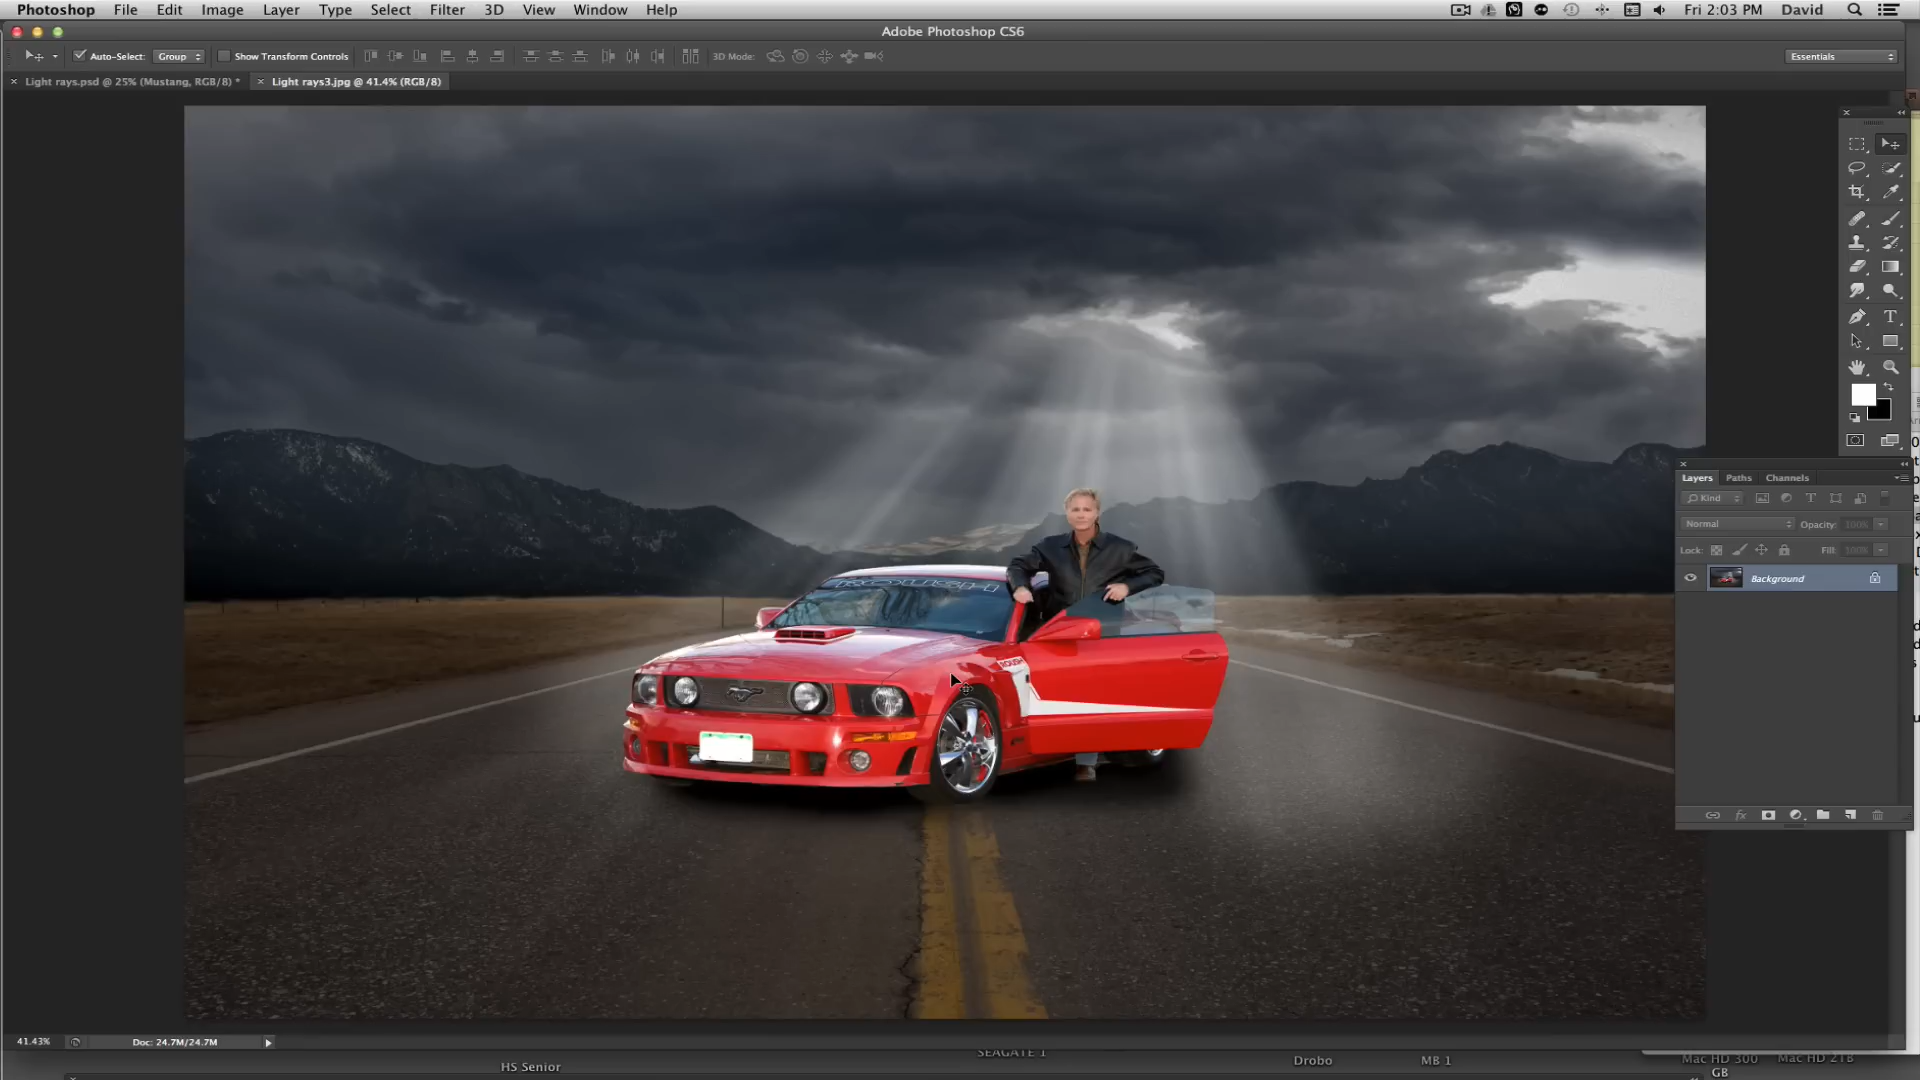 Photoshop File Edit Image Layer Type Select Filter 3D View Window Help Fri 2:03 PM David
Adobe Photoshop CS6
Auto-Select: Group Show Transform Controls 3D Mode: Essentials
Light rays.psd @ 25% (Mustang, RGB/8) * Light rays3.jpg @ 41.4% (RGB/8)
Layers Paths Channels
Kind
Normal Opacity: 100%
Lock: Fill: 100%
Background
ROUSH
ROUSH
41.43% Doc: 24.7M/24.7M
SEAGATE 1
HS Senior Drobo MB 1 Mac HD 300 Mac HD 2TB
GB